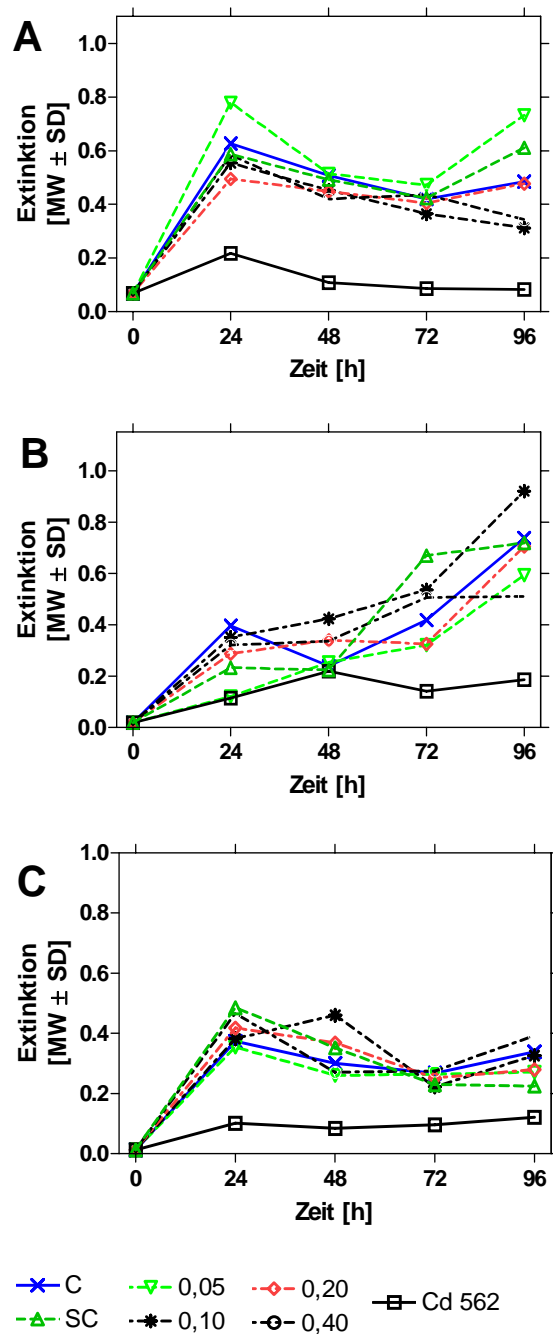 A
Extinktion
[MW ± SD]
1.0
0.8
0.6
0.4
0.2
0.0
0 24 48 72 96
Zeit [h]
B
Extinktion
[MW ± SD]
1.0
0.8
0.6
0.4
0.2
0.0
0 24 48 72 96
Zeit [h]
C
Extinktion
[MW ± SD]
1.0
0.8
0.6
0.4
0.2
0.0
0 24 48 72 96
Zeit [h]
C 0,05 0,20 Cd 562
SC 0,10 0,40